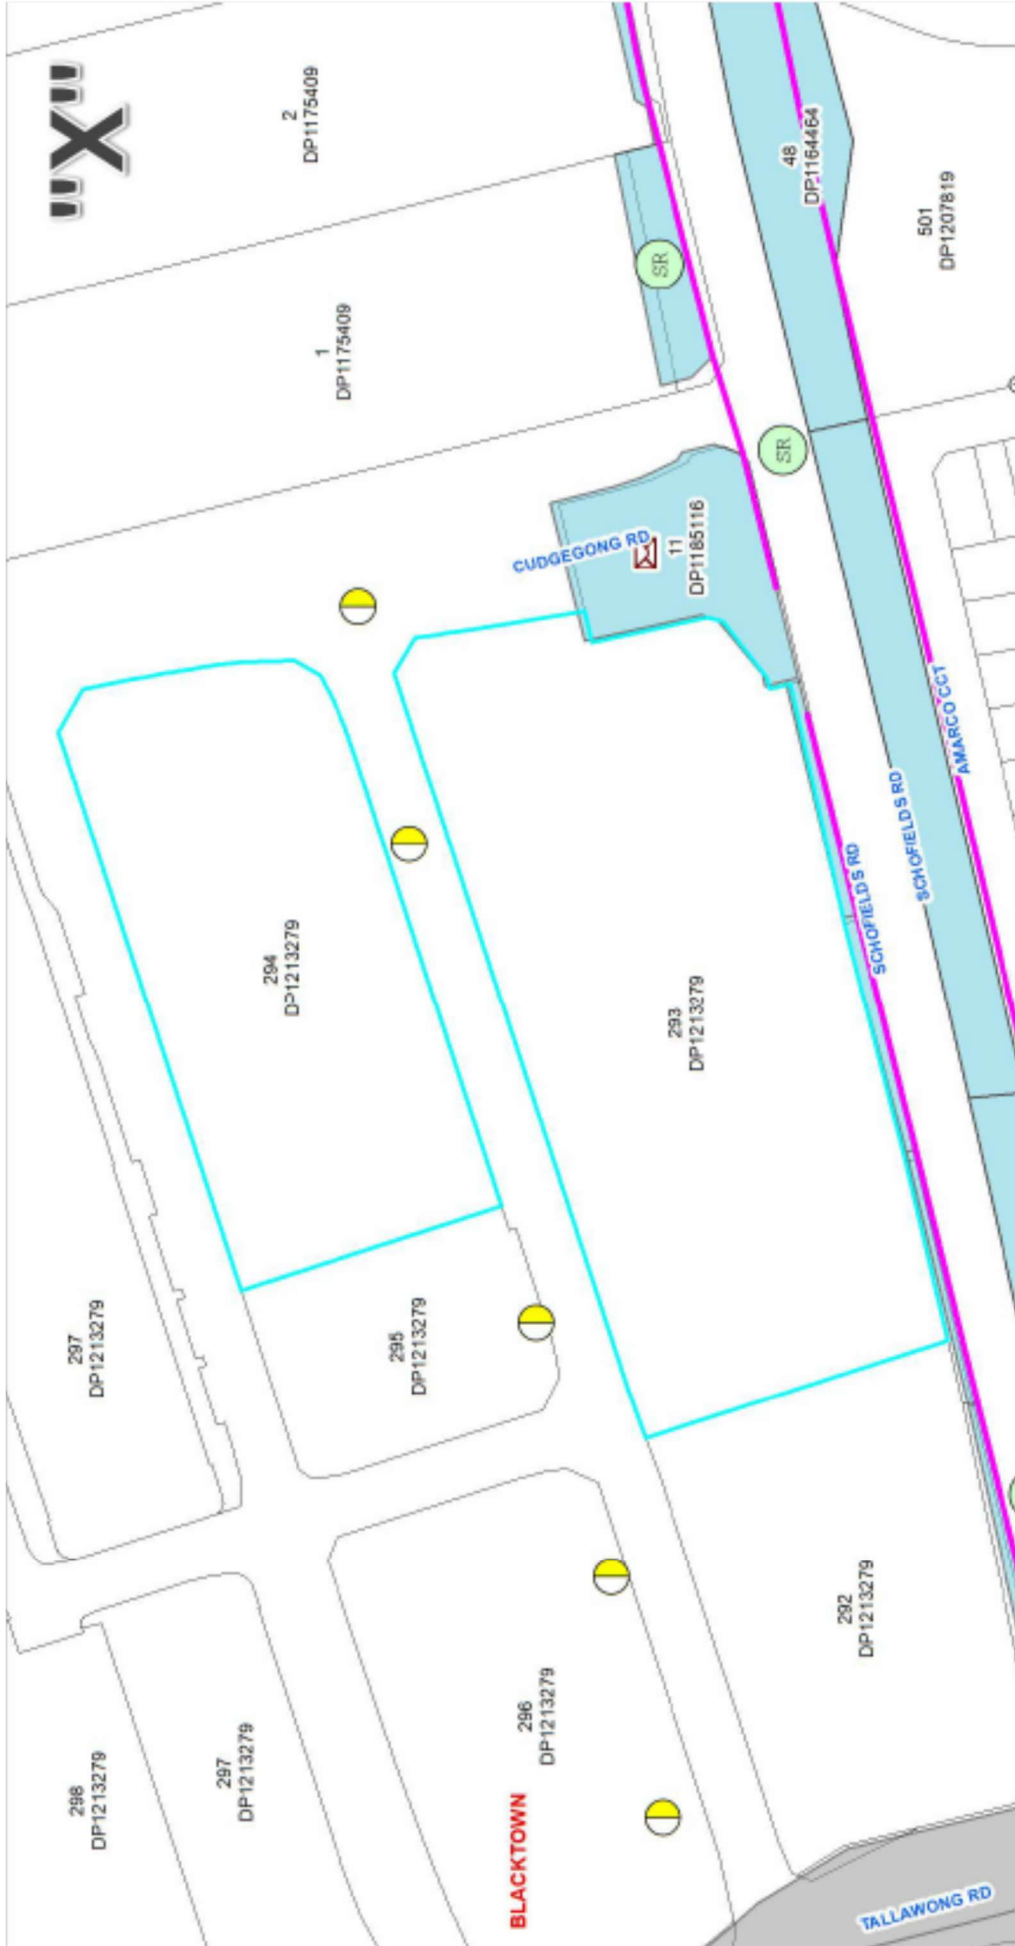 "X"
2
DP1175409
1
DP1175409
48
DP1164464
501
DP1207819
SR
SR
CUDGEGONG RD
11
DP1185116
294
DP1213279
293
DP1213279
SCHOFIELDS RD
SCHOFIELDS RD
AMARCO CCT
297
DP1213279
295
DP1213279
292
DP1213279
298
DP1213279
297
DP1213279
296
DP1213279
BLACKTOWN
TALLAWONG RD